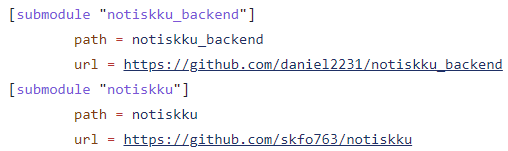 [submodule "notiskku_backend"]
path = notiskku_backend
url = https://github.com/daniel2231/notiskku_backend
[submodule "notiskku"]
path = notiskku
url = https://github.com/skfo763/notiskku